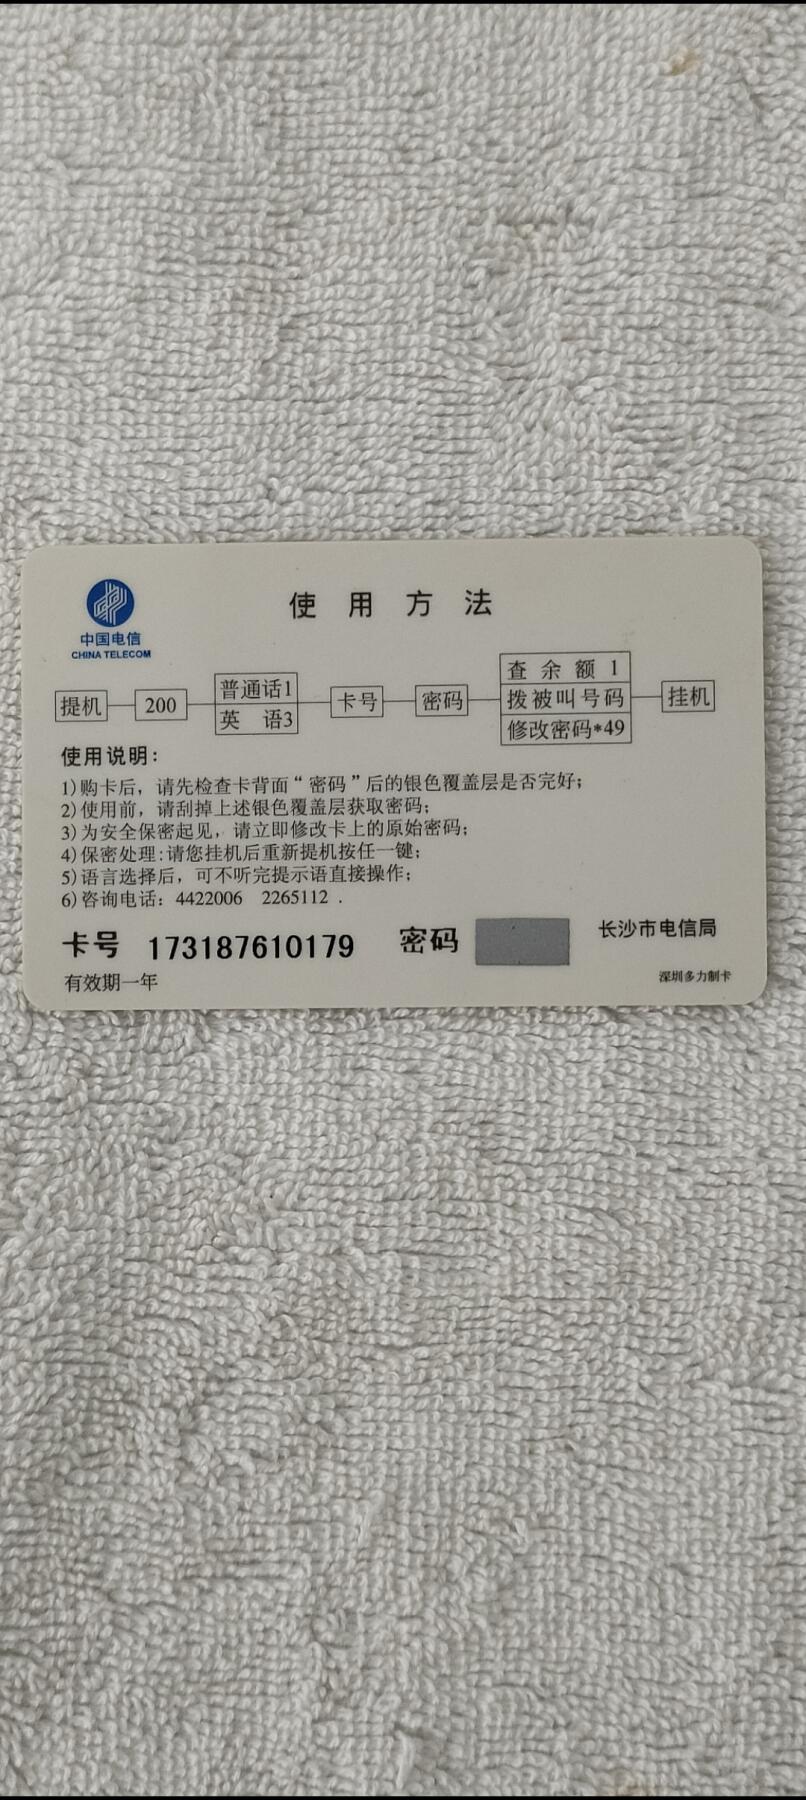 使用方法
中国电信
CHINA TELECOM
提机 200 普通话1 英 语3 卡号 密码 查余额 1 拨被叫号码 修改密码*49 挂机
使用说明:
1)购卡后，请先检查卡背面“密码”后的银色覆盖层是否完好;
2)使用前，请刮掉上述银色覆盖层获取密码;
3)为安全保密起见，请立即修改卡上的原始密码;
4)保密处理:请您挂机后重新提机按任一键;
5)语言选择后，可不听完提示语直接操作;
6)咨询电话: 4422006 2265112 .
卡号 173187610179 密码 长沙市电信局
有效期一年 深圳多力制卡